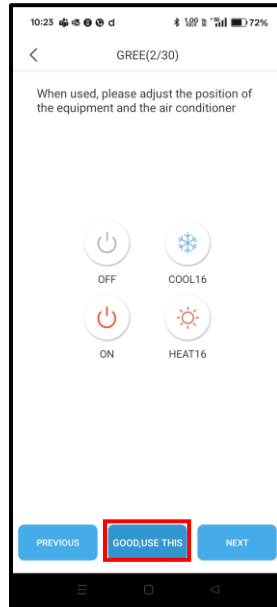 10:23
72%
GREE(2/30)
When used, please adjust the position of
the equipment and the air conditioner
OFF
COOL16
ON
HEAT16
PREVIOUS
GOOD,USE THIS
NEXT